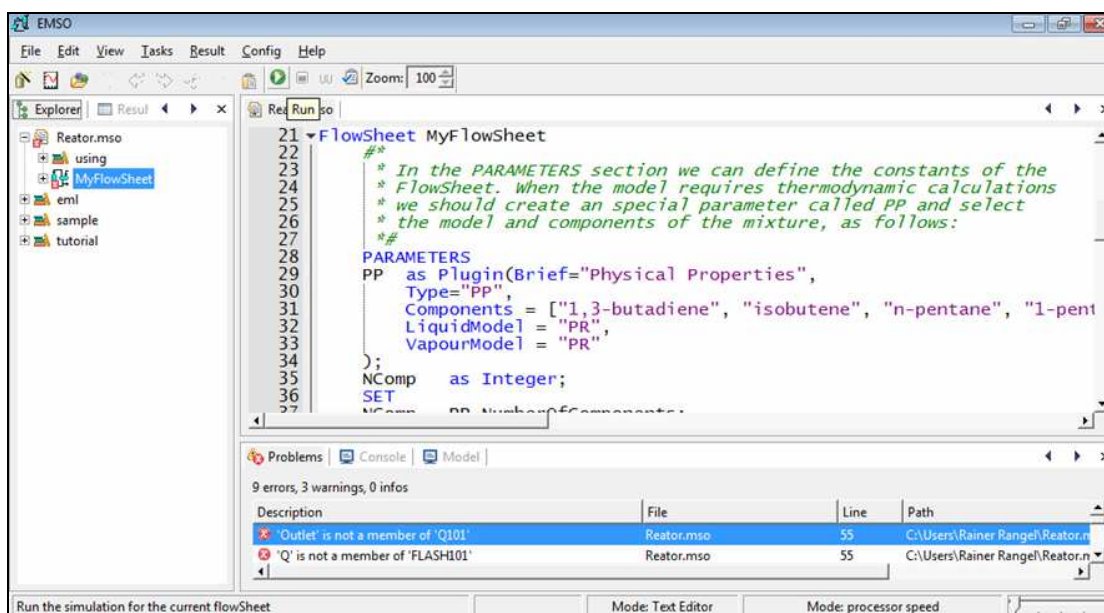 EMSO
File Edit View Tasks Result Config Help
Zoom: 100
Explorer Result
Rea Run so
Reator.mso
using
MyFlowSheet
eml
sample
tutorial
21 FlowSheet MyFlowSheet
22 #*
23 * In the PARAMETERS section we can define the constants of the
24 * FlowSheet. When the model requires thermodynamic calculations
25 * we should create an special parameter called PP and select
26 * the model and components of the mixture, as follows:
27 *#
28 PARAMETERS
29 PP as Plugin(Brief="Physical Properties",
30 Type="PP",
31 Components = ["1,3-butadiene", "isobutene", "n-pentane", "1-pent
32 LiquidModel = "PR",
33 VapourModel = "PR"
34 );
35 NComp as Integer;
36 SET
37 NComp PP.NumberOfComponents;
Problems Console Model
9 errors, 3 warnings, 0 infos
Description File Line Path
'Outlet' is not a member of 'Q101' Reator.mso 55 C:\Users\Rainer Rangel\Reator.n
'Q' is not a member of 'FLASH101' Reator.mso 55 C:\Users\Rainer Rangel\Reator.n
Run the simulation for the current flowSheet Mode: Text Editor Mode: processor speed